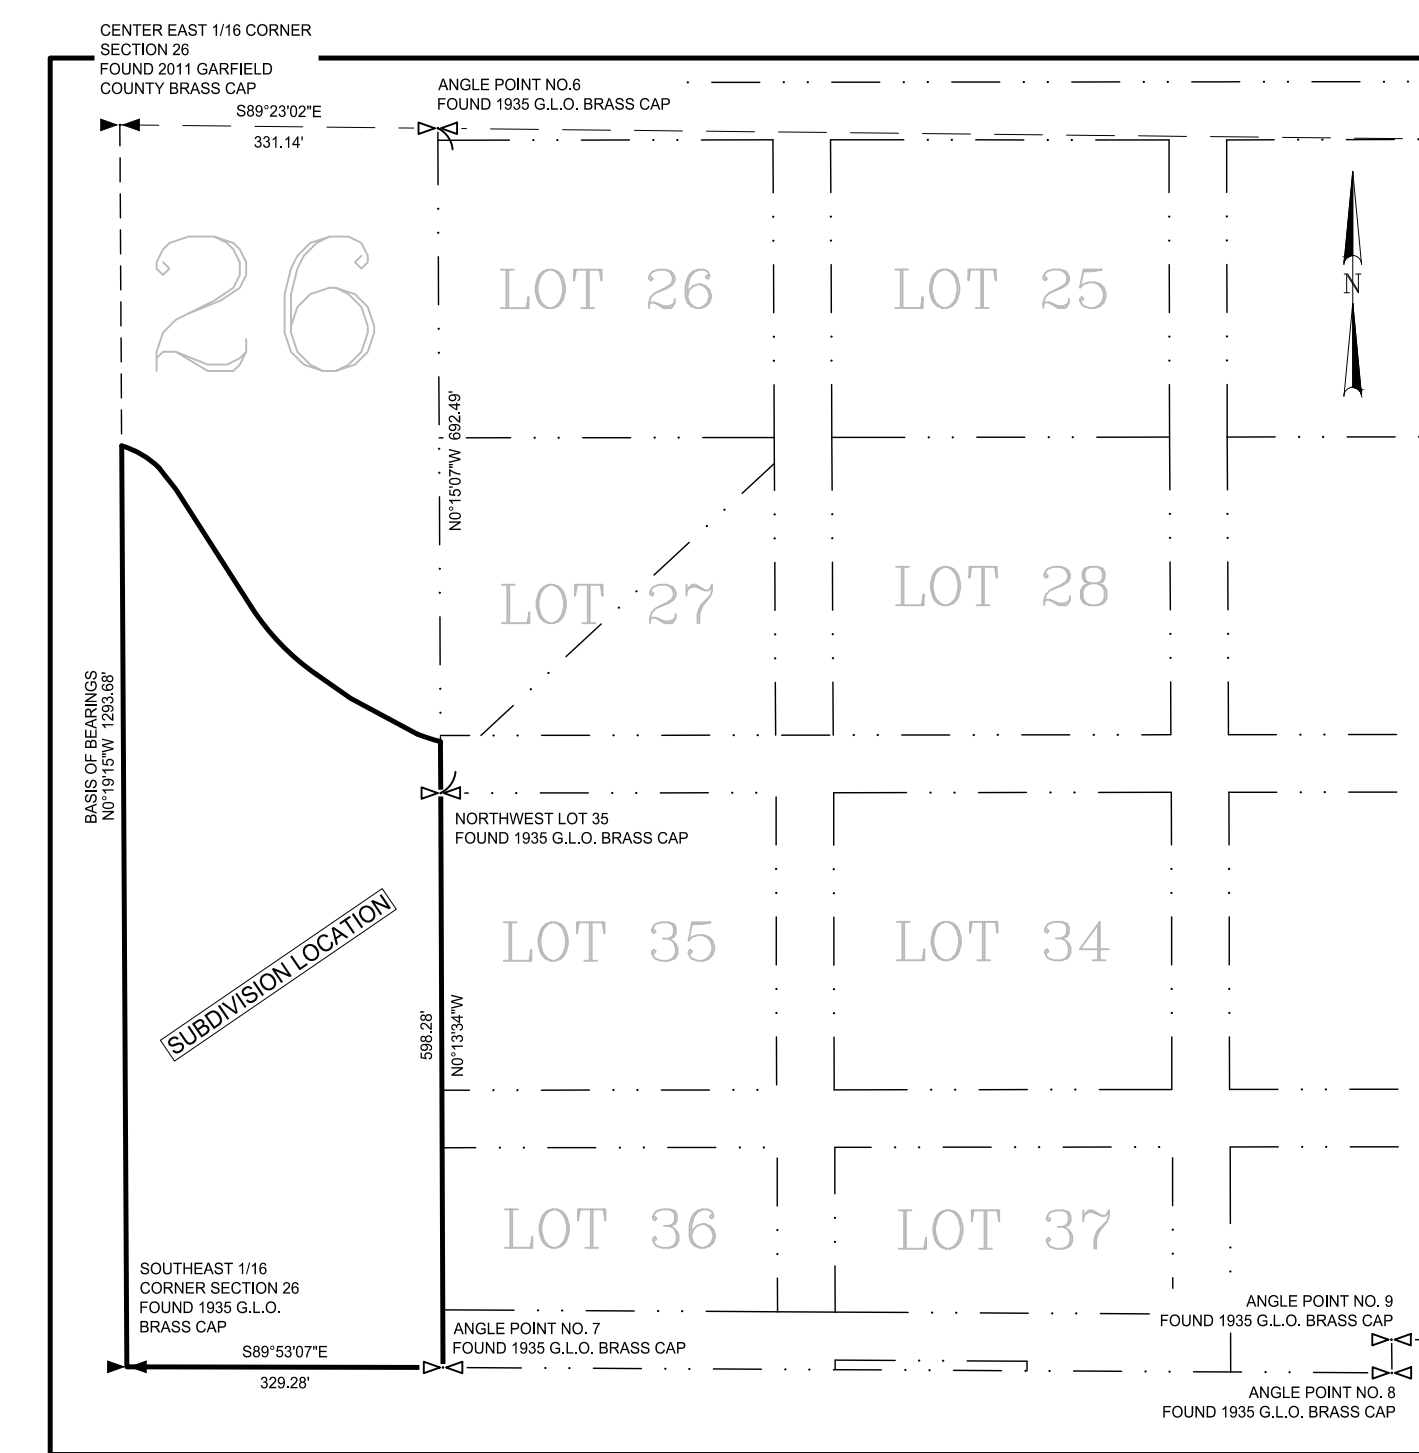 CENTER EAST 1/16 CORNER
SECTION 26
FOUND 2011 GARFIELD
COUNTY BRASS CAP
S89°23'02"E
331.14'
ANGLE POINT NO.6
FOUND 1935 G.L.O. BRASS CAP
26
LOT 26
LOT 25
N
N0°15'07"W 692.49'
LOT 27
LOT 28
BASIS OF BEARINGS
N0°19'15"W 1293.68'
NORTHWEST LOT 35
FOUND 1935 G.L.O. BRASS CAP
SUBDIVISION LOCATION
LOT 35
LOT 34
598.28'
N0°13'34"W
LOT 36
LOT 37
SOUTHEAST 1/16
CORNER SECTION 26
FOUND 1935 G.L.O.
BRASS CAP
S89°53'07"E
329.28'
ANGLE POINT NO. 7
FOUND 1935 G.L.O. BRASS CAP
ANGLE POINT NO. 9
FOUND 1935 G.L.O. BRASS CAP
ANGLE POINT NO. 8
FOUND 1935 G.L.O. BRASS CAP